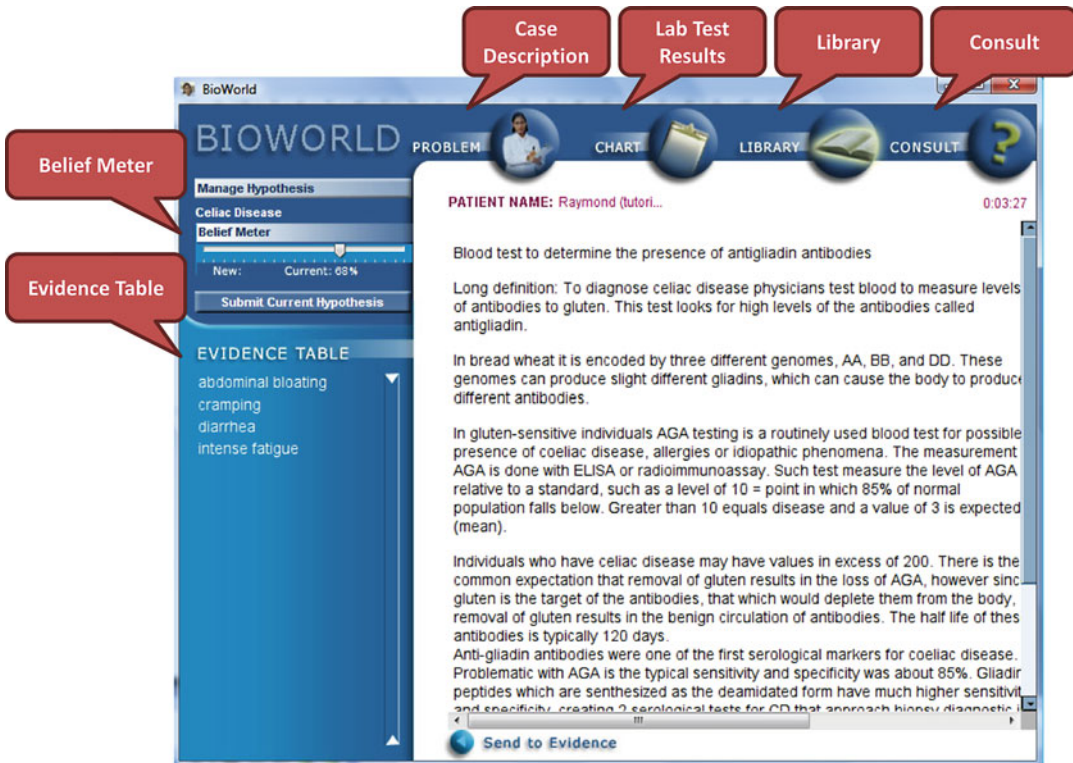 Case
Description
Lab Test
Results
Library
Consult
BioWorld
BIOWORLD
PROBLEM
CHART
LIBRARY
CONSULT
Belief Meter
Evidence Table
Manage Hypothesis
Celiac Disease
Belief Meter
New: Current: 68%
Submit Current Hypothesis
EVIDENCE TABLE
abdominal bloating
cramping
diarrhea
intense fatigue
PATIENT NAME: Raymond (tutori...
0:03:27
Blood test to determine the presence of antigliadin antibodies
Long definition: To diagnose celiac disease physicians test blood to measure levels
of antibodies to gluten. This test looks for high levels of the antibodies called
antigliadin.
In bread wheat it is encoded by three different genomes, AA, BB, and DD. These
genomes can produce slight different gliadins, which can cause the body to produce
different antibodies.
In gluten-sensitive individuals AGA testing is a routinely used blood test for possible
presence of coeliac disease, allergies or idiopathic phenomena. The measurement
AGA is done with ELISA or radioimmunoassay. Such test measure the level of AGA
relative to a standard, such as a level of 10 = point in which 85% of normal
population falls below. Greater than 10 equals disease and a value of 3 is expected
(mean).
Individuals who have celiac disease may have values in excess of 200. There is the
common expectation that removal of gluten results in the loss of AGA, however sinc
gluten is the target of the antibodies, that which would deplete them from the body,
removal of gluten results in the benign circulation of antibodies. The half life of thes
antibodies is typically 120 days.
Anti-gliadin antibodies were one of the first serological markers for coeliac disease.
Problematic with AGA is the typical sensitivity and specificity was about 85%. Gliadin
peptides which are senthesized as the deamidated form have much higher sensitivit
and specificity, creating 2 serological tests for CD that approach biopsy diagnostic i
Send to Evidence